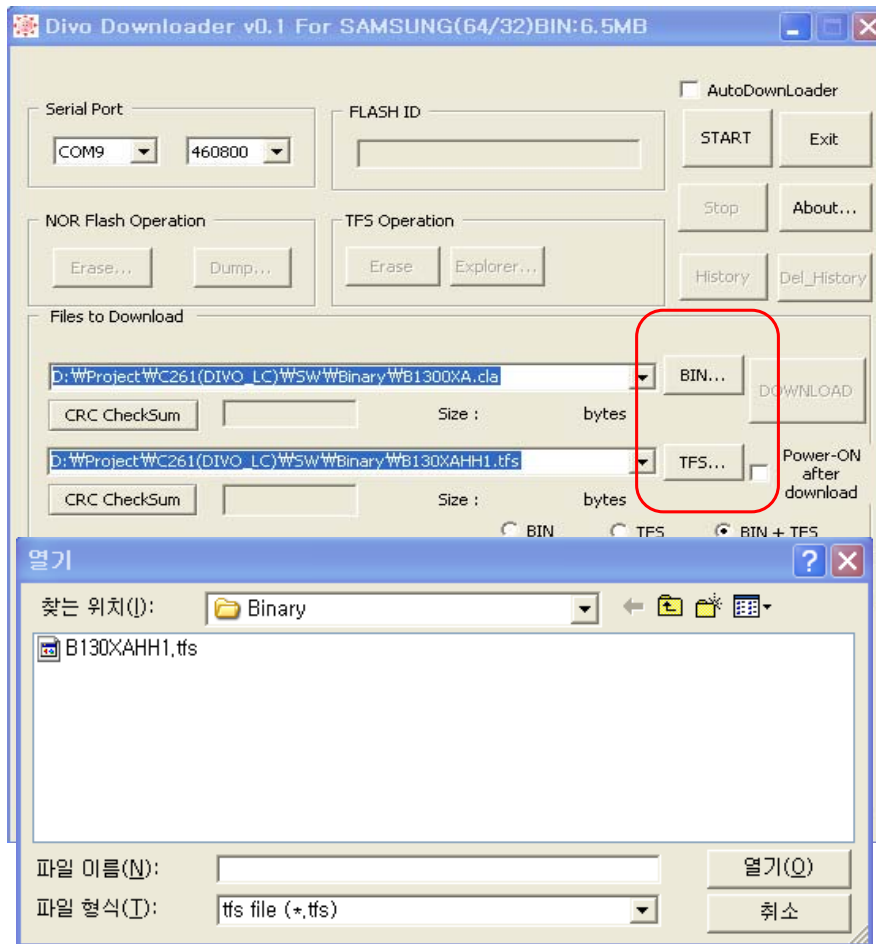 Divo Downloader v0.1 For SAMSUNG(64/32)BIN:6.5MB
AutoDownLoader
Serial Port
FLASH ID
COM9
460800
START
Exit
Stop
About...
NOR Flash Operation
TFS Operation
Erase...
Dump...
Erase
Explorer...
History
Del_History
Files to Download
D:₩Project₩C261(DIVO_LC)₩SW₩Binary₩B1300XA.cla
BIN...
DOWNLOAD
CRC CheckSum
Size :
bytes
D:₩Project₩C261(DIVO_LC)₩SW₩Binary₩B130XAHH1.tfs
TFS...
Power-ON
after
download
CRC CheckSum
Size :
bytes
BIN
TFS
BIN + TFS
열기
찾는 위치(I):
Binary
B130XAHH1.tfs
파일 이름(N):
열기(O)
파일 형식(T):
tfs file (*.tfs)
취소